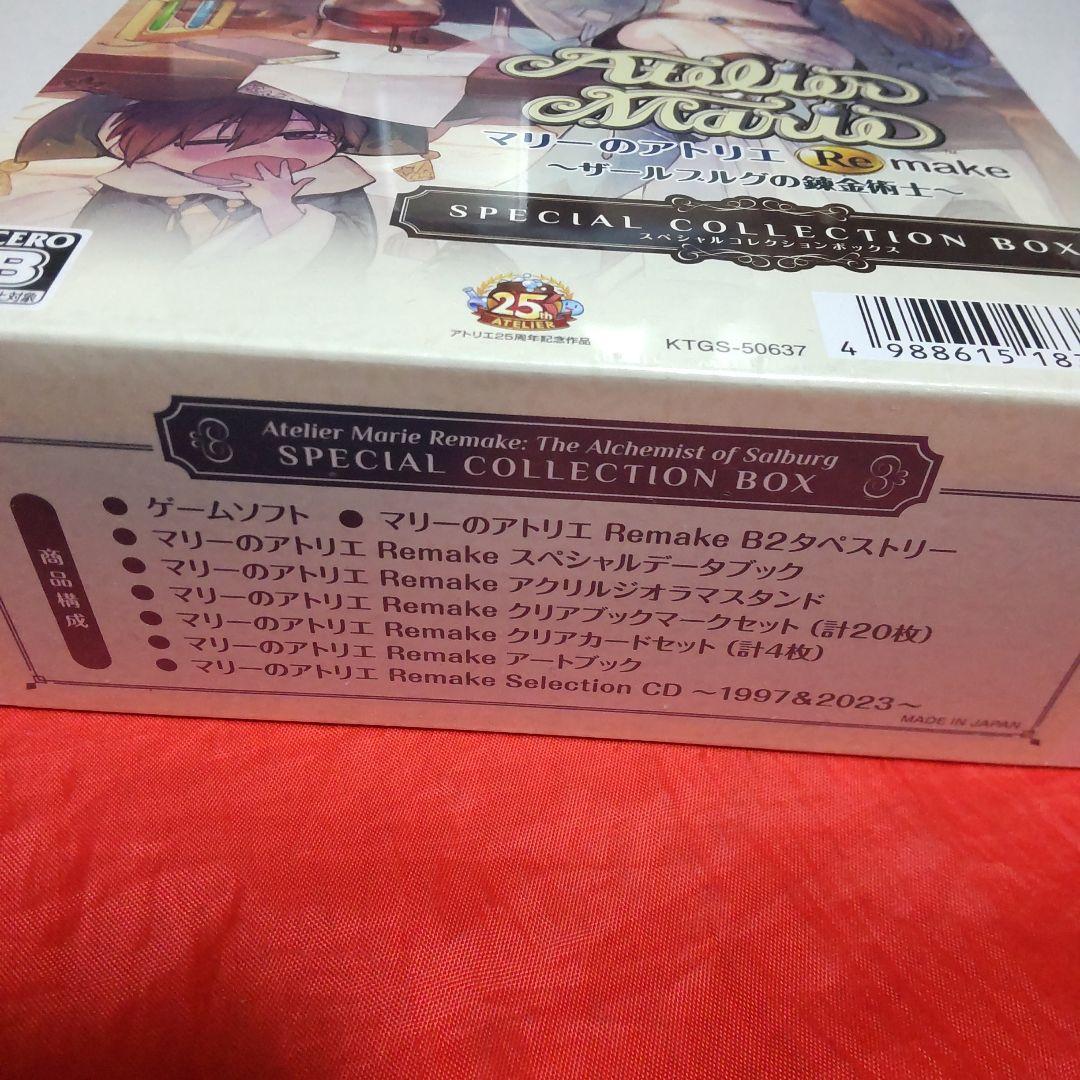 Atelier
Marie
マリーのアトリエ Remake
～ザールブルグの錬金術士～
SPECIAL COLLECTION BOX
スペシャルコレクションボックス
CERO
B
対象
25th
ATELIER
アトリエ25周年記念作品
KTGS-50637
4 988615 187
Atelier Marie Remake: The Alchemist of Salburg
SPECIAL COLLECTION BOX
商品構成
● ゲームソフト ● マリーのアトリエ Remake B2タペストリー
● マリーのアトリエ Remake スペシャルデータブック
● マリーのアトリエ Remake アクリルジオラマスタンド
● マリーのアトリエ Remake クリアブックマークセット（計20枚）
● マリーのアトリエ Remake クリアカードセット（計4枚）
● マリーのアトリエ Remake アートブック
● マリーのアトリエ Remake Selection CD ～1997&2023～
MADE IN JAPAN